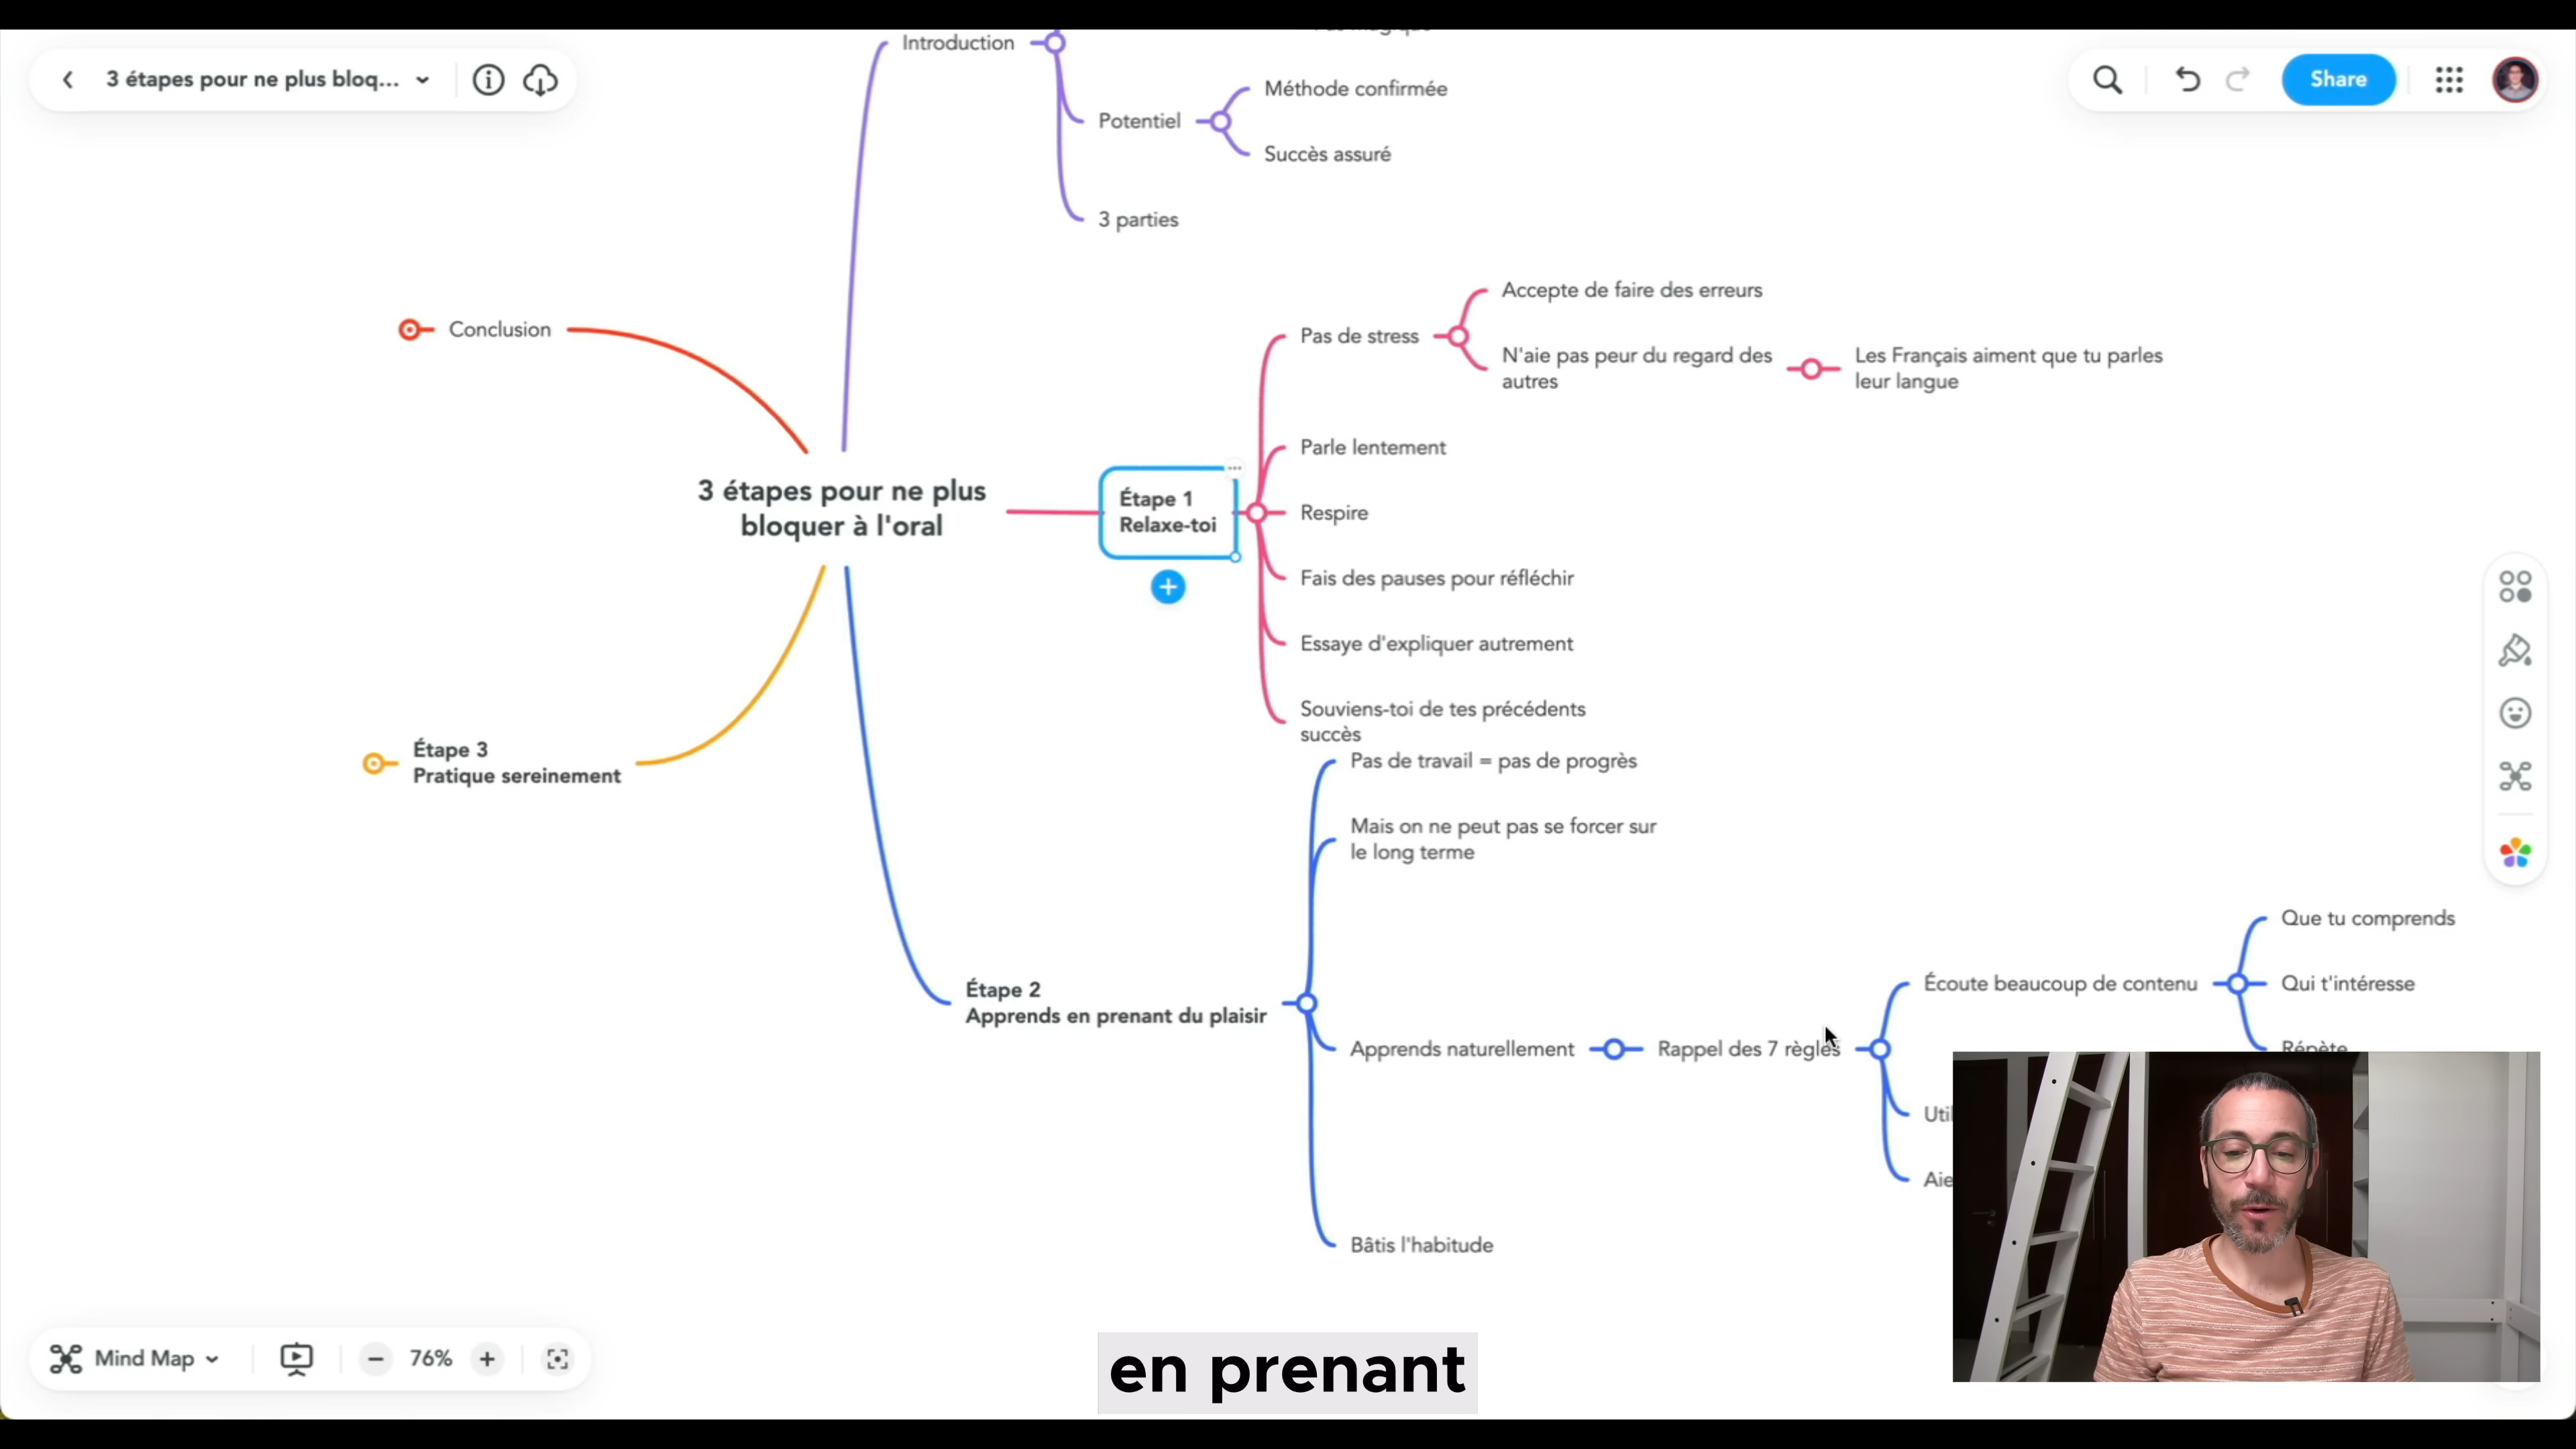 3 étapes pour ne plus bloq...
Share
Introduction
Potentiel
Méthode confirmée
Succès assuré
3 parties
Conclusion
3 étapes pour ne plus
bloquer à l'oral
Étape 1
Relaxe-toi
Pas de stress
Accepte de faire des erreurs
N'aie pas peur du regard des
autres
Les Français aiment que tu parles
leur langue
Parle lentement
Respire
Fais des pauses pour réfléchir
Essaye d'expliquer autrement
Souviens-toi de tes précédents
succès
Étape 3
Pratique sereinement
Étape 2
Apprends en prenant du plaisir
Pas de travail = pas de progrès
Mais on ne peut pas se forcer sur
le long terme
Apprends naturellement
Rappel des 7 règles
Écoute beaucoup de contenu
Que tu comprends
Qui t'intéresse
Répète
Aie
Bâtis l'habitude
Mind Map
76%
en prenant